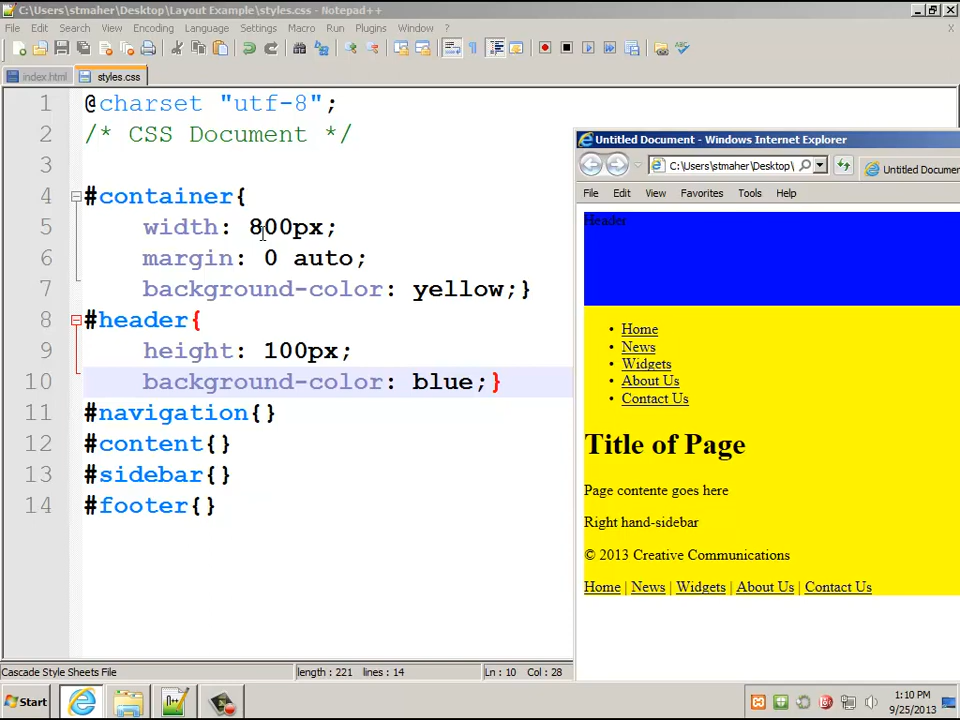 C:\Users\stmaher\Desktop\Layout Example\styles.css - Notepad++
File Edit Search View Encoding Language Settings Macro Run Plugins Window ? X
index.html styles.css
1 @charset "utf-8";
2 /* CSS Document */
3
4 #container{
5 width: 800px;
6 margin: 0 auto;
7 background-color: yellow;}
8 #header{
9 height: 100px;
10 background-color: blue;}
11 #navigation{}
12 #content{}
13 #sidebar{}
14 #footer{}
Untitled Document - Windows Internet Explorer
C:\Users\stmaher\Desktop\ Untitled Documen
File Edit View Favorites Tools Help
Header
• Home
• News
• Widgets
• About Us
• Contact Us
Title of Page
Page contente goes here
Right hand-sidebar
© 2013 Creative Communications
Home | News | Widgets | About Us | Contact Us
Cascade Style Sheets File length : 221 lines : 14 Ln : 10 Col : 28
Start
1:10 PM
9/25/2013